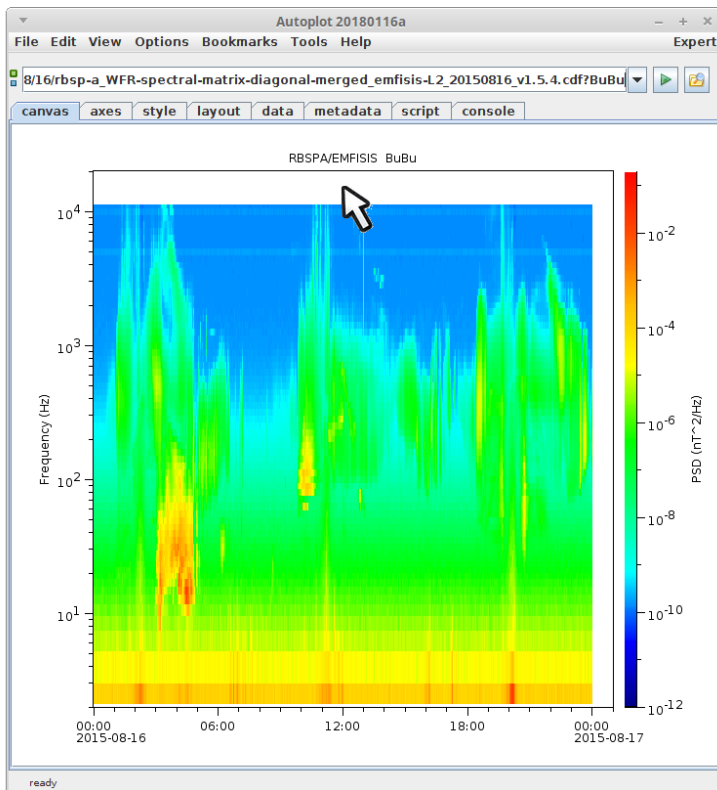 Autoplot 20180116a
File Edit View Options Bookmarks Tools Help Expert
8/16/rbsp-a_WFR-spectral-matrix-diagonal-merged_emfisis-L2_20150816_v1.5.4.cdf?BuBu
canvas axes style layout data metadata script console
RBSPA/EMFISIS BuBu
10^4
10^3
10^2
10^1
Frequency (Hz)
00:00 06:00 12:00 18:00 00:00
2015-08-16 2015-08-17
10^-2
10^-4
10^-6
10^-8
10^-10
10^-12
PSD (nT^2/Hz)
ready